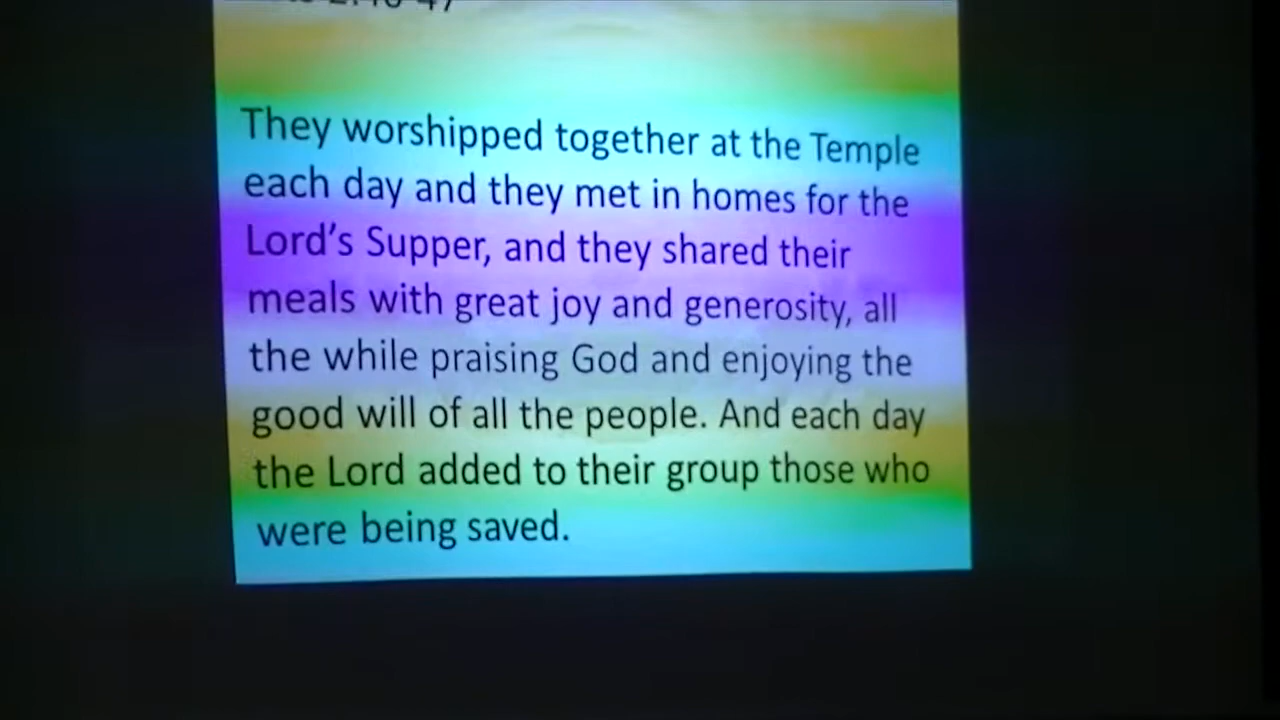 They worshipped together at the Temple
each day and they met in homes for the
Lord's Supper, and they shared their
meals with great joy and generosity, all
the while praising God and enjoying the
good will of all the people. And each day
the Lord added to their group those who
were being saved.